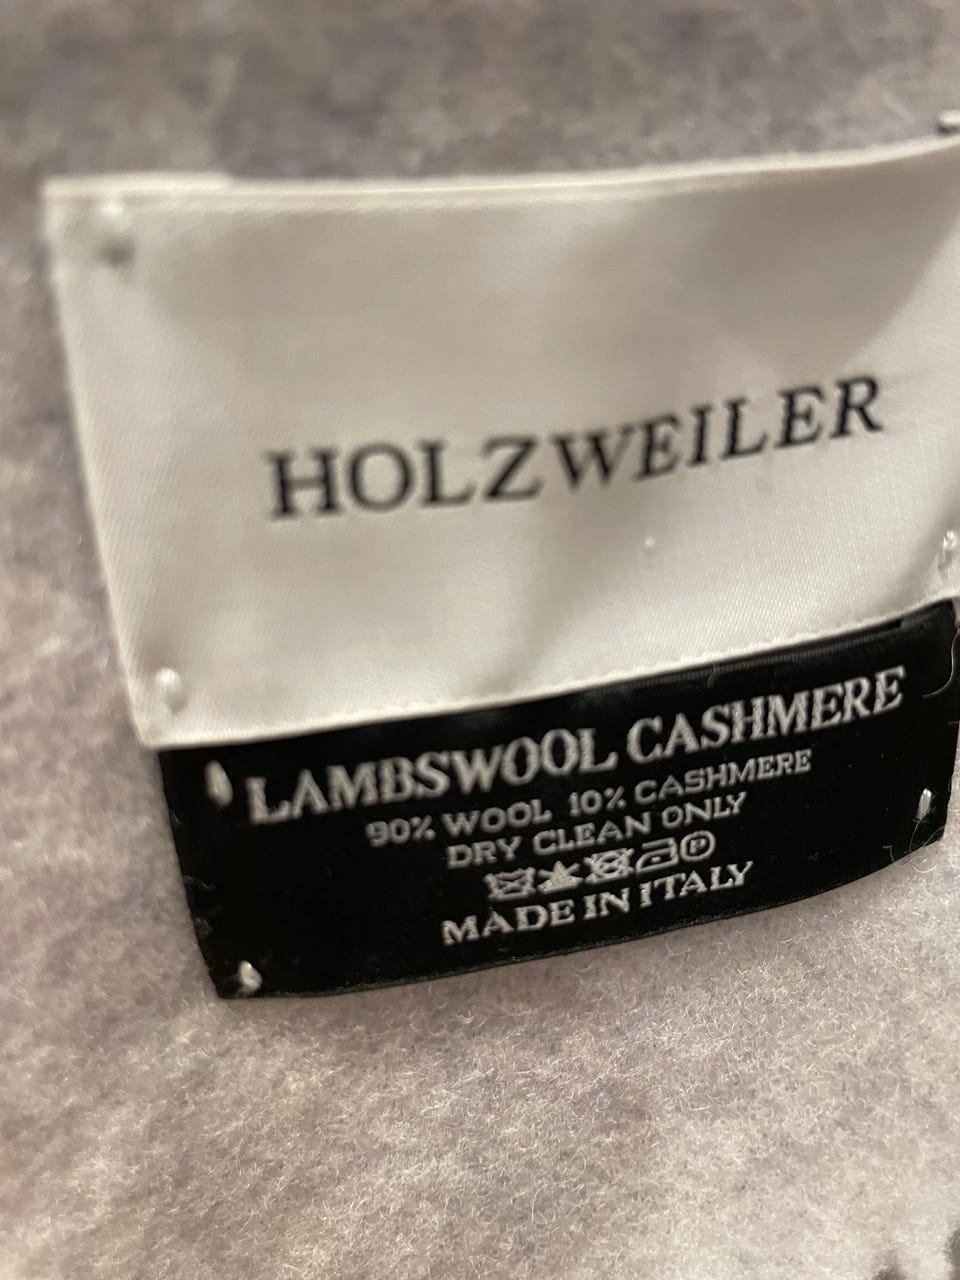 HOLZWEILER
LAMBSWOOL CASHMERE
90% WOOL 10% CASHMERE
DRY CLEAN ONLY
P
MADE IN ITALY